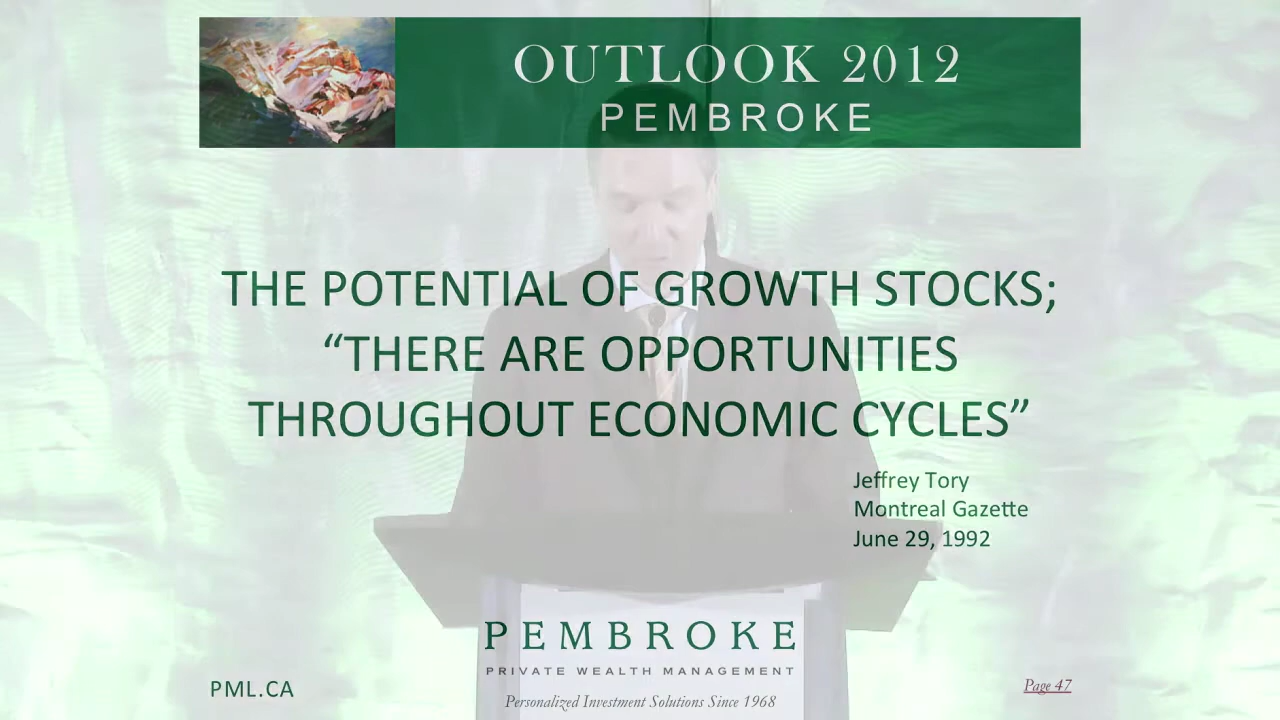 OUTLOOK 2012
PEMBROKE
THE POTENTIAL OF GROWTH STOCKS;
“THERE ARE OPPORTUNITIES
THROUGHOUT ECONOMIC CYCLES”
Jeffrey Tory
Montreal Gazette
June 29, 1992
PEMBROKE
PRIVATE WEALTH MANAGEMENT
Personalized Investment Solutions Since 1968
PML.CA
Page 47